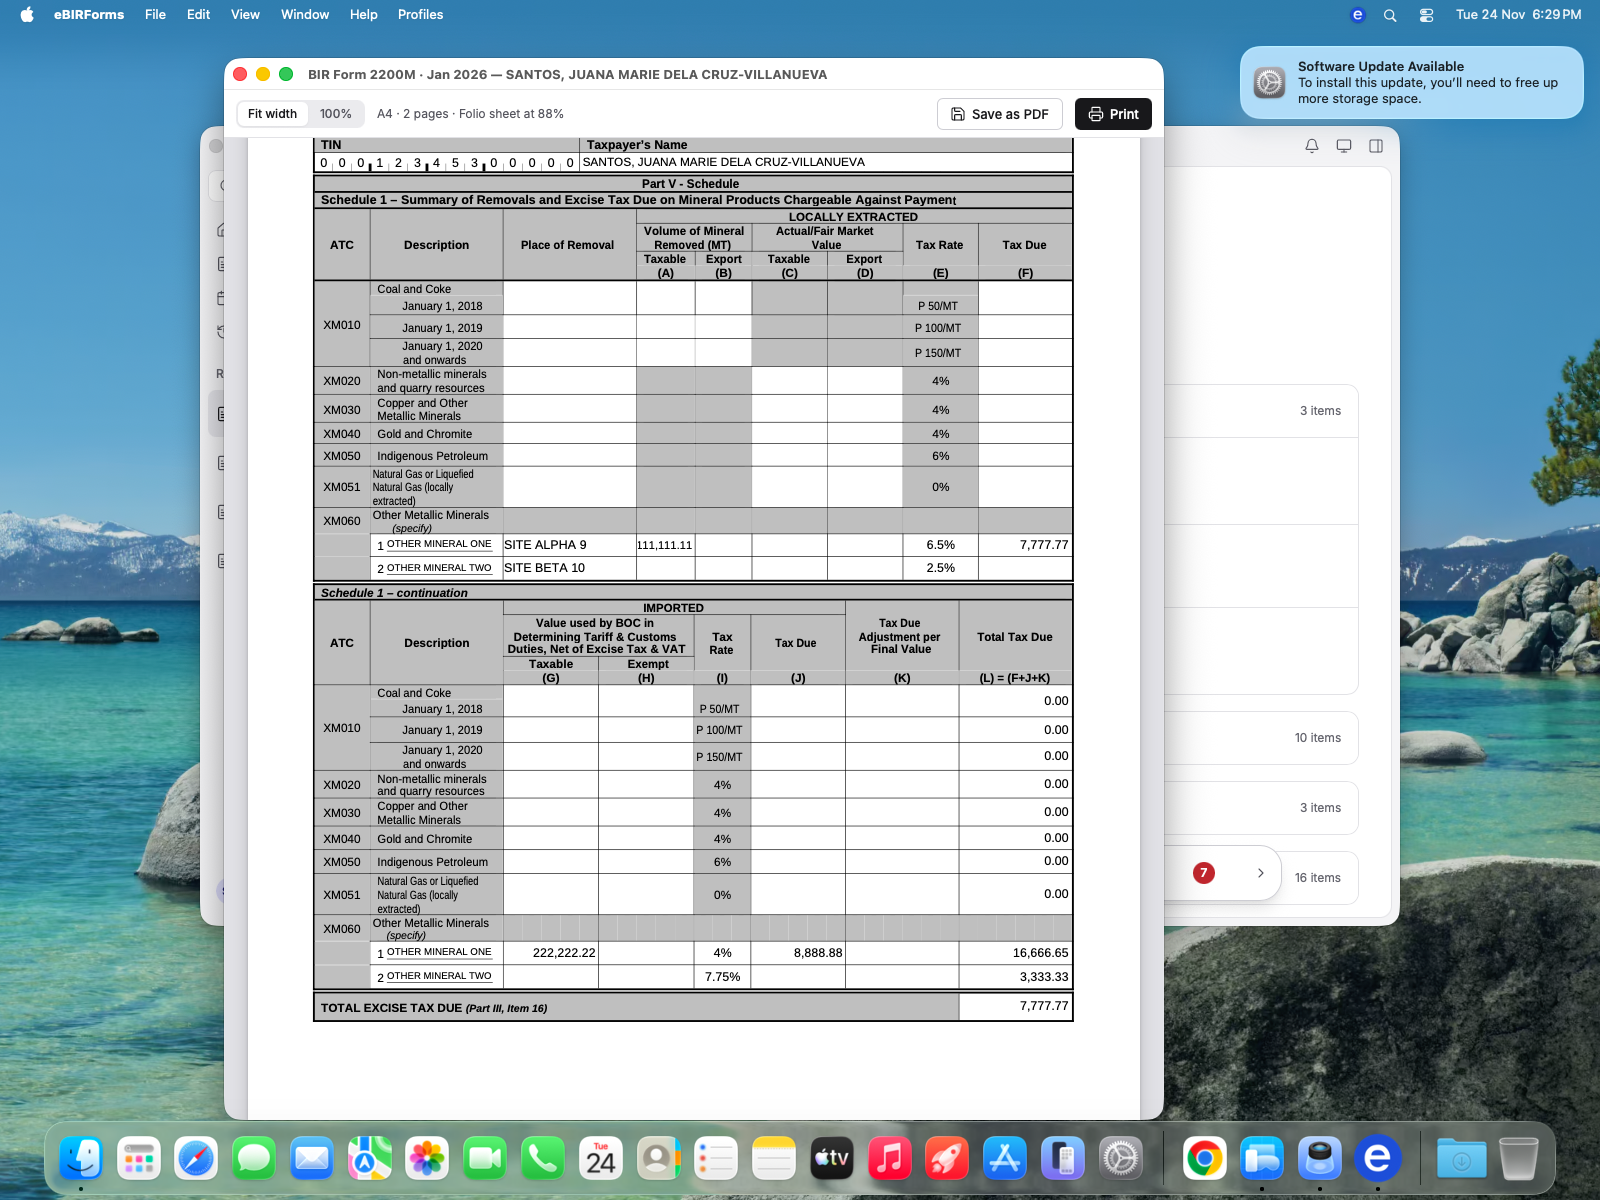 eBIRForms File Edit View Window Help Profiles
e
Tue 24 Nov 6:29 PM
Software Update Available
To install this update, you'll need to free up
more storage space.
BIR Form 2200M · Jan 2026 — SANTOS, JUANA MARIE DELA CRUZ-VILLANUEVA
Fit width 100% A4 · 2 pages · Folio sheet at 88% Save as PDF Print
TIN Taxpayer's Name
0 0 0 1 2 3 4 5 3 0 0 0 0 0 SANTOS, JUANA MARIE DELA CRUZ-VILLANUEVA
Part V - Schedule
Schedule 1 – Summary of Removals and Excise Tax Due on Mineral Products Chargeable Against Payment
LOCALLY EXTRACTED
ATC Description Place of Removal Volume of Mineral Removed (MT) Actual/Fair Market Value Tax Rate Tax Due
Taxable Export Taxable Export
(A) (B) (C) (D) (E) (F)
XM010 Coal and Coke
January 1, 2018 P 50/MT
January 1, 2019 P 100/MT
January 1, 2020
and onwards P 150/MT
XM020 Non-metallic minerals
and quarry resources 4%
XM030 Copper and Other
Metallic Minerals 4%
XM040 Gold and Chromite 4%
XM050 Indigenous Petroleum 6%
XM051 Natural Gas or Liquefied
Natural Gas (locally
extracted) 0%
XM060 Other Metallic Minerals
(specify)
1 OTHER MINERAL ONE SITE ALPHA 9 111,111.11 6.5% 7,777.77
2 OTHER MINERAL TWO SITE BETA 10 2.5%
Schedule 1 – continuation
IMPORTED
ATC Description Value used by BOC in
Determining Tariff & Customs
Duties, Net of Excise Tax & VAT Tax
Rate Tax Due Tax Due
Adjustment per
Final Value Total Tax Due
Taxable Exempt
(G) (H) (I) (J) (K) (L) = (F+J+K)
XM010 Coal and Coke
January 1, 2018 P 50/MT 0.00
January 1, 2019 P 100/MT 0.00
January 1, 2020
and onwards P 150/MT 0.00
XM020 Non-metallic minerals
and quarry resources 4% 0.00
XM030 Copper and Other
Metallic Minerals 4% 0.00
XM040 Gold and Chromite 4% 0.00
XM050 Indigenous Petroleum 6% 0.00
XM051 Natural Gas or Liquefied
Natural Gas (locally
extracted) 0% 0.00
XM060 Other Metallic Minerals
(specify)
1 OTHER MINERAL ONE 222,222.22 4% 8,888.88 16,666.65
2 OTHER MINERAL TWO 7.75% 3,333.33
TOTAL EXCISE TAX DUE (Part III, Item 16) 7,777.77
R
3 items
10 items
3 items
7
16 items
Tue
24
tv
e